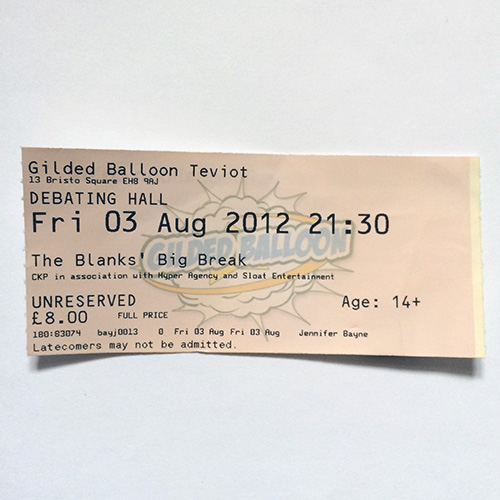 Gilded Balloon Teviot
13 Bristo Square EH8 9AJ
DEBATING HALL
Fri 03 Aug 2012 21:30
GILDED BALLOON
The Blanks' Big Break
CKP in association with Hyper Agency and Sloat Entertainment
UNRESERVED Age: 14+
£8.00 FULL PRICE
180:83074 bayj0013 0 Fri 03 Aug Fri 03 Aug Jennifer Bayne
Latecomers may not be admitted.